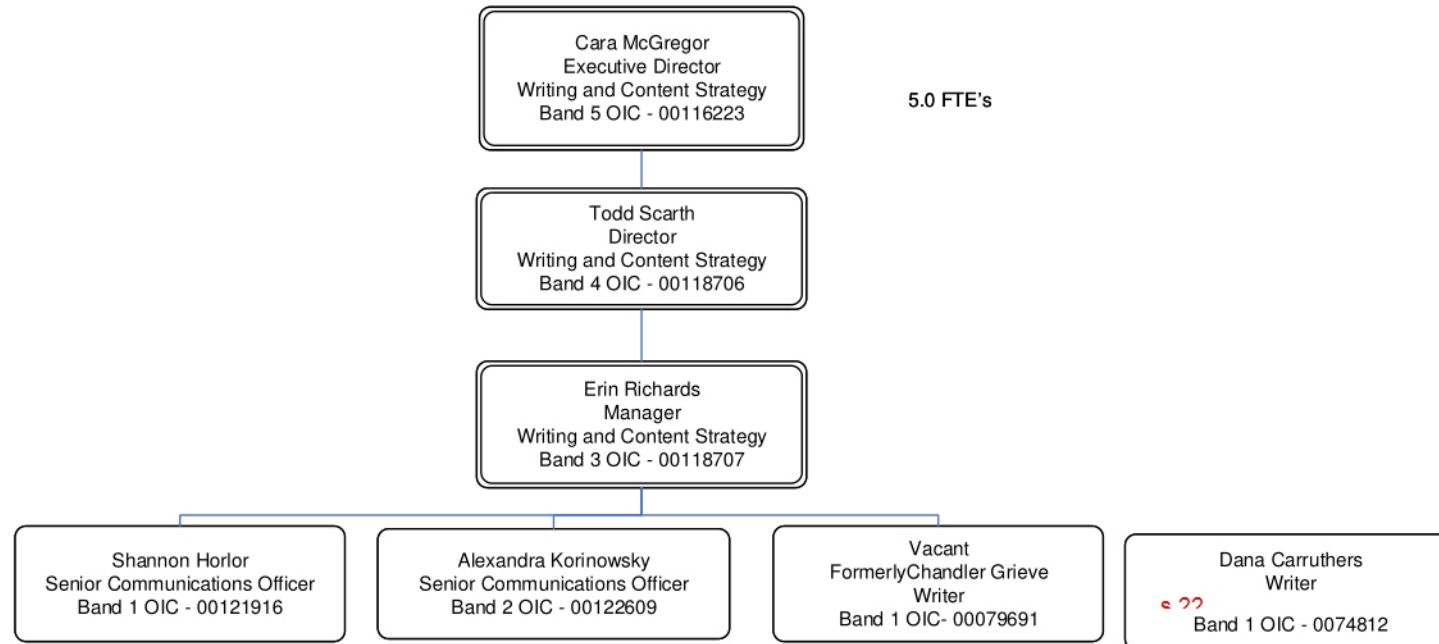 Cara McGregor
Executive Director
Writing and Content Strategy
Band 5 OIC - 00116223
5.0 FTE's
Todd Scarth
Director
Writing and Content Strategy
Band 4 OIC - 00118706
Erin Richards
Manager
Writing and Content Strategy
Band 3 OIC - 00118707
Shannon Horlor
Senior Communications Officer
Band 1 OIC - 00121916
Alexandra Korinowsky
Senior Communications Officer
Band 2 OIC - 00122609
Vacant
FormerlyChandler Grieve
Writer
Band 1 OIC- 00079691
Dana Carruthers
Writer
Band 1 OIC - 0074812